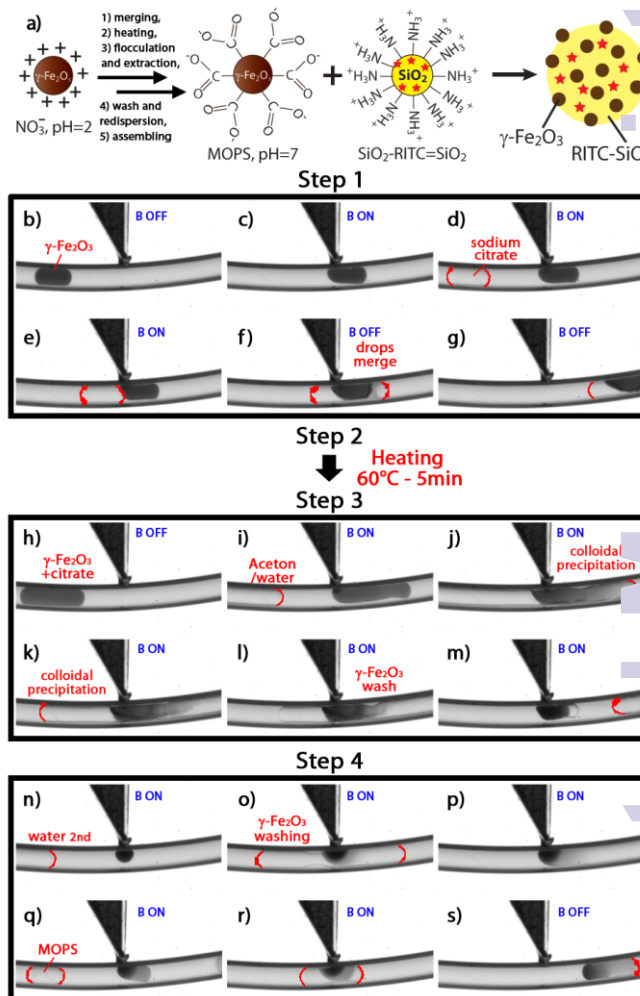 a)
1) merging,
2) heating,
3) flocculation
and extraction,
4) wash and
redispersion,
5) assembling
γ-Fe₂O₃
NO₃⁻, pH=2
γ-Fe₂O₃
MOPS, pH=7
+
SiO₂
SiO₂-RITC=SiO₂
γ-Fe₂O₃
RITC-SiO
Step 1
b) B OFF
γ-Fe₂O₃
c) B ON
d) B ON
sodium
citrate
e) B ON
f) B OFF
drops
merge
g) B OFF
Step 2
Heating
60°C - 5min
Step 3
h) B OFF
γ-Fe₂O₃
+citrate
i) B ON
Aceton
/water
j) B ON
colloidal
precipitation
k) B ON
colloidal
precipitation
l) B ON
γ-Fe₂O₃
wash
m) B ON
Step 4
n) B ON
water 2nd
o) B ON
γ-Fe₂O₃
washing
p) B ON
q) B ON
MOPS
r) B ON
s) B OFF